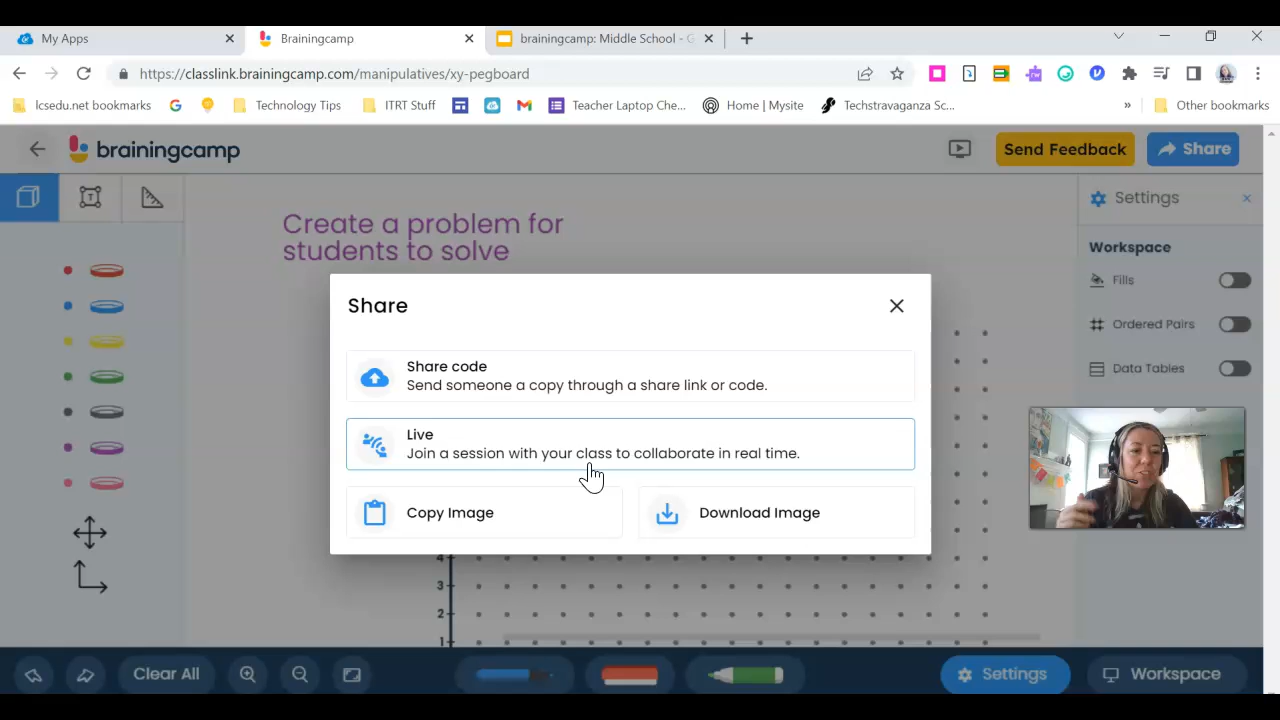 My Apps
Brainingcamp
brainingcamp: Middle School - G
https://classlink.brainingcamp.com/manipulatives/xy-pegboard
lcsedu.net bookmarks
Technology Tips
ITRT Stuff
Teacher Laptop Che...
Home | Mysite
Techstravaganza Sc...
»
Other bookmarks
brainingcamp
Send Feedback
Share
T
Settings
Create a problem for
students to solve
Workspace
Fills
Ordered Pairs
Data Tables
Share
Share code
Send someone a copy through a share link or code.
Live
Join a session with your class to collaborate in real time.
Copy Image
Download Image
4
3
2
1
Clear All
Settings
Workspace